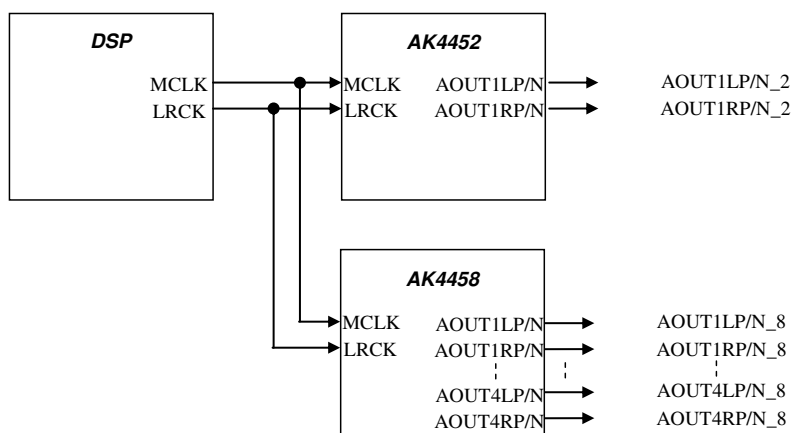 DSP
MCLK
LRCK
AK4452
MCLK AOUT1LP/N
LRCK AOUT1RP/N
AOUT1LP/N_2
AOUT1RP/N_2
AK4458
MCLK AOUT1LP/N
LRCK AOUT1RP/N
AOUT4LP/N
AOUT4RP/N
AOUT1LP/N_8
AOUT1RP/N_8
AOUT4LP/N_8
AOUT4RP/N_8